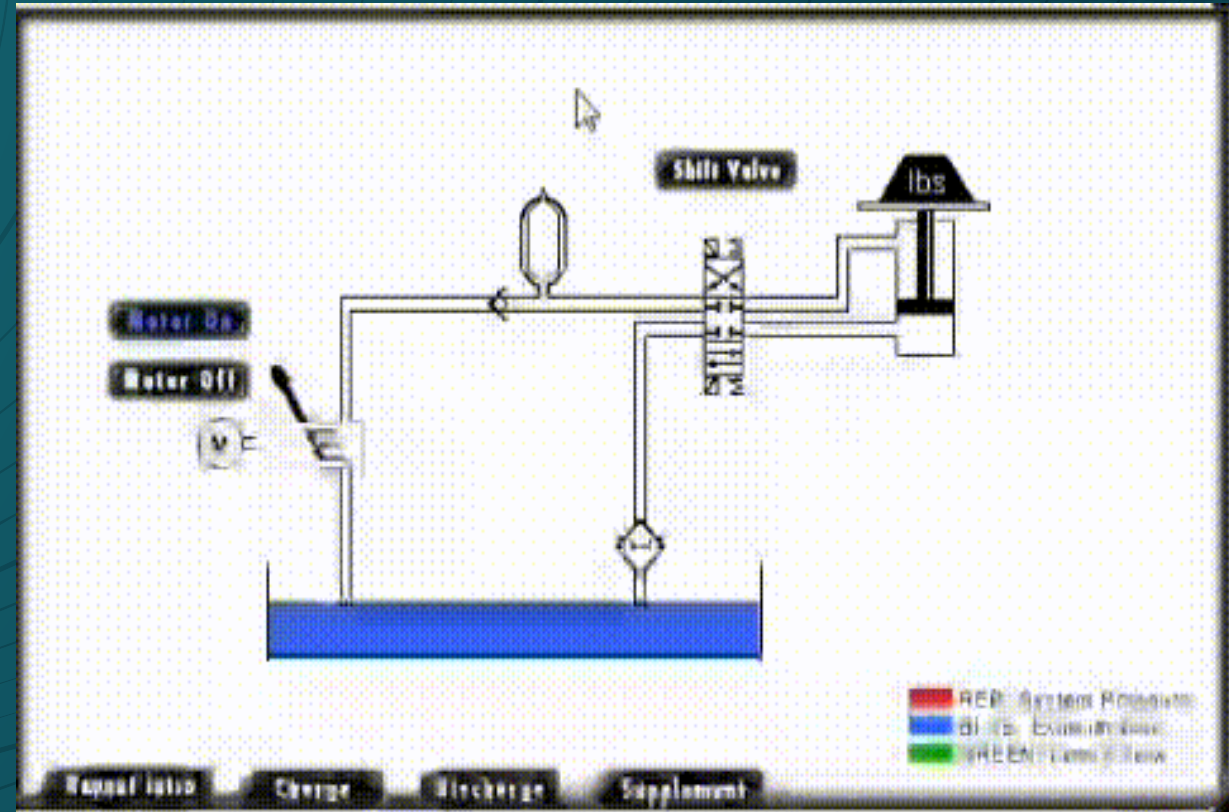 Shift Valve
lbs
Motor On
Motor Off
M
RED: System Pressure
Charge
Discharge
Supplement